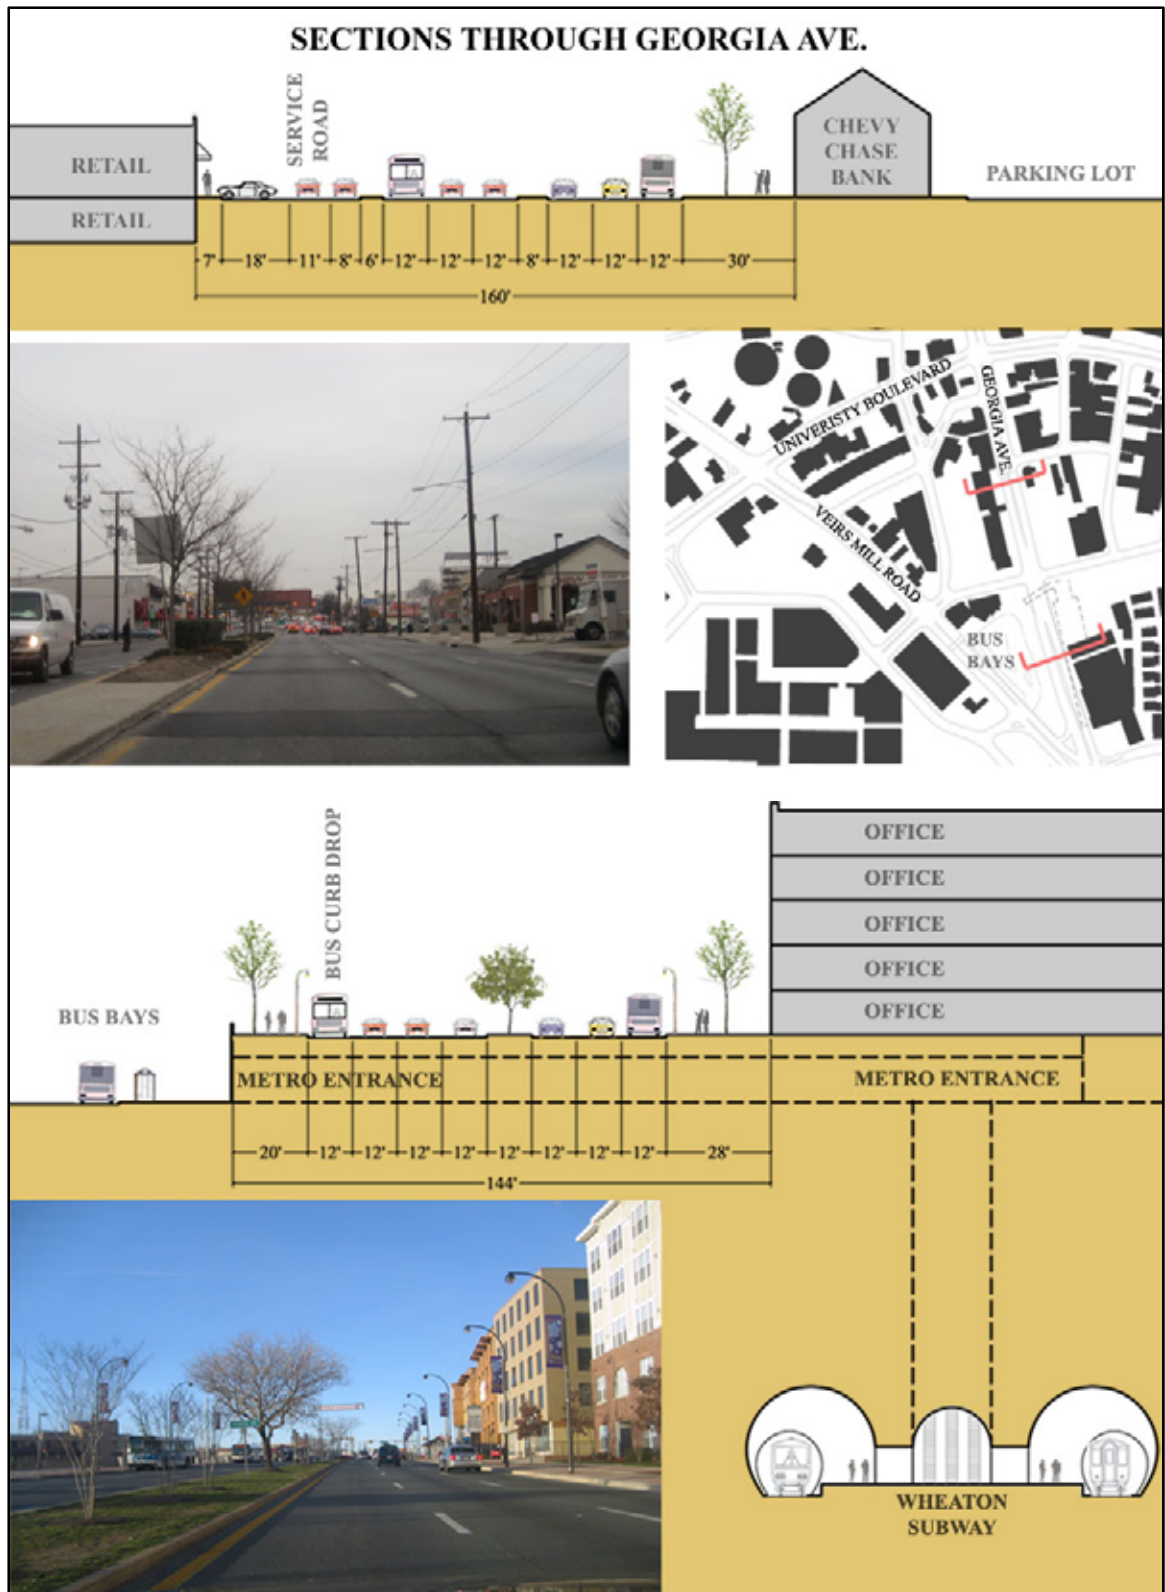 SECTIONS THROUGH GEORGIA AVE.
RETAIL
RETAIL
SERVICE
ROAD
CHEVY
CHASE
BANK
PARKING LOT
7' 18' 11' 8' 6' 12' 12' 12' 8' 12' 12' 12' 30'
160'
UNIVERISTY BOULEVARD
GEORGIA AVE.
VEIRS MILL ROAD
BUS
BAYS
BUS BAYS
BUS CURB DROP
OFFICE
OFFICE
OFFICE
OFFICE
OFFICE
METRO ENTRANCE
METRO ENTRANCE
20' 12' 12' 12' 12' 12' 12' 12' 12' 28'
144'
WHEATON
SUBWAY